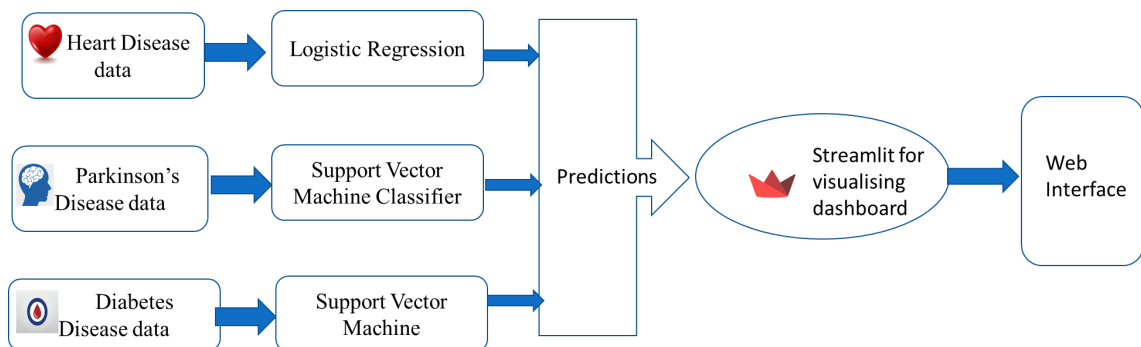 Heart Disease
data
Logistic Regression
Parkinson's
Disease data
Support Vector
Machine Classifier
Diabetes
Disease data
Support Vector
Machine
Predictions
Streamlit for
visualising
dashboard
Web
Interface